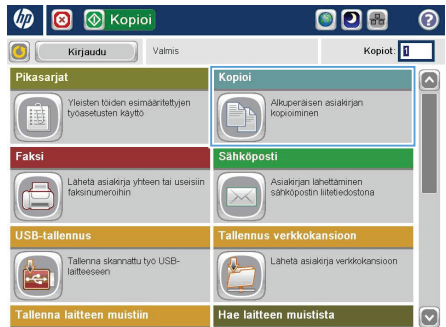 hp Kopioi ?
Kirjaudu Valmis Kopiot: 1
Pikasarjat Kopioi
Yleisten töiden esimääritettyjen
työasetusten käyttö
Alkuperäisen asiakirjan
kopioiminen
Faksi Sähköposti
Lähetä asiakirja yhteen tai useisiin
faksinumeroihin
Asiakirjan lähettäminen
sähköpostin liitetiedostona
USB-tallennus Tallennus verkkokansioon
Tallenna skannattu työ USB-
laitteeseen
Lähetä asiakirja verkkokansioon
Tallenna laitteen muistiin Hae laitteen muistista